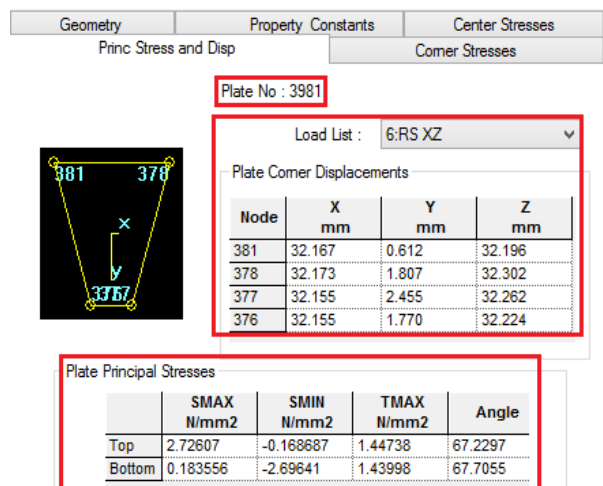 Geometry Property Constants Center Stresses
Princ Stress and Disp Corner Stresses
Plate No : 3981
Load List : 6:RS XZ
381 378
x
y
Plate Corner Displacements
Node X mm Y mm Z mm
381 32.167 0.612 32.196
378 32.173 1.807 32.302
377 32.155 2.455 32.262
376 32.155 1.770 32.224
Plate Principal Stresses
SMAX N/mm2 SMIN N/mm2 TMAX N/mm2 Angle
Top 2.72607 -0.168687 1.44738 67.2297
Bottom 0.183556 -2.69641 1.43998 67.7055